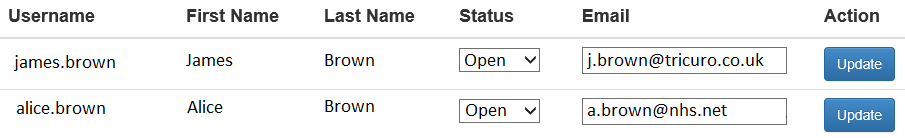 Username First Name Last Name Status Email Action
james.brown James Brown Open j.brown@tricuro.co.uk Update
alice.brown Alice Brown Open a.brown@nhs.net Update